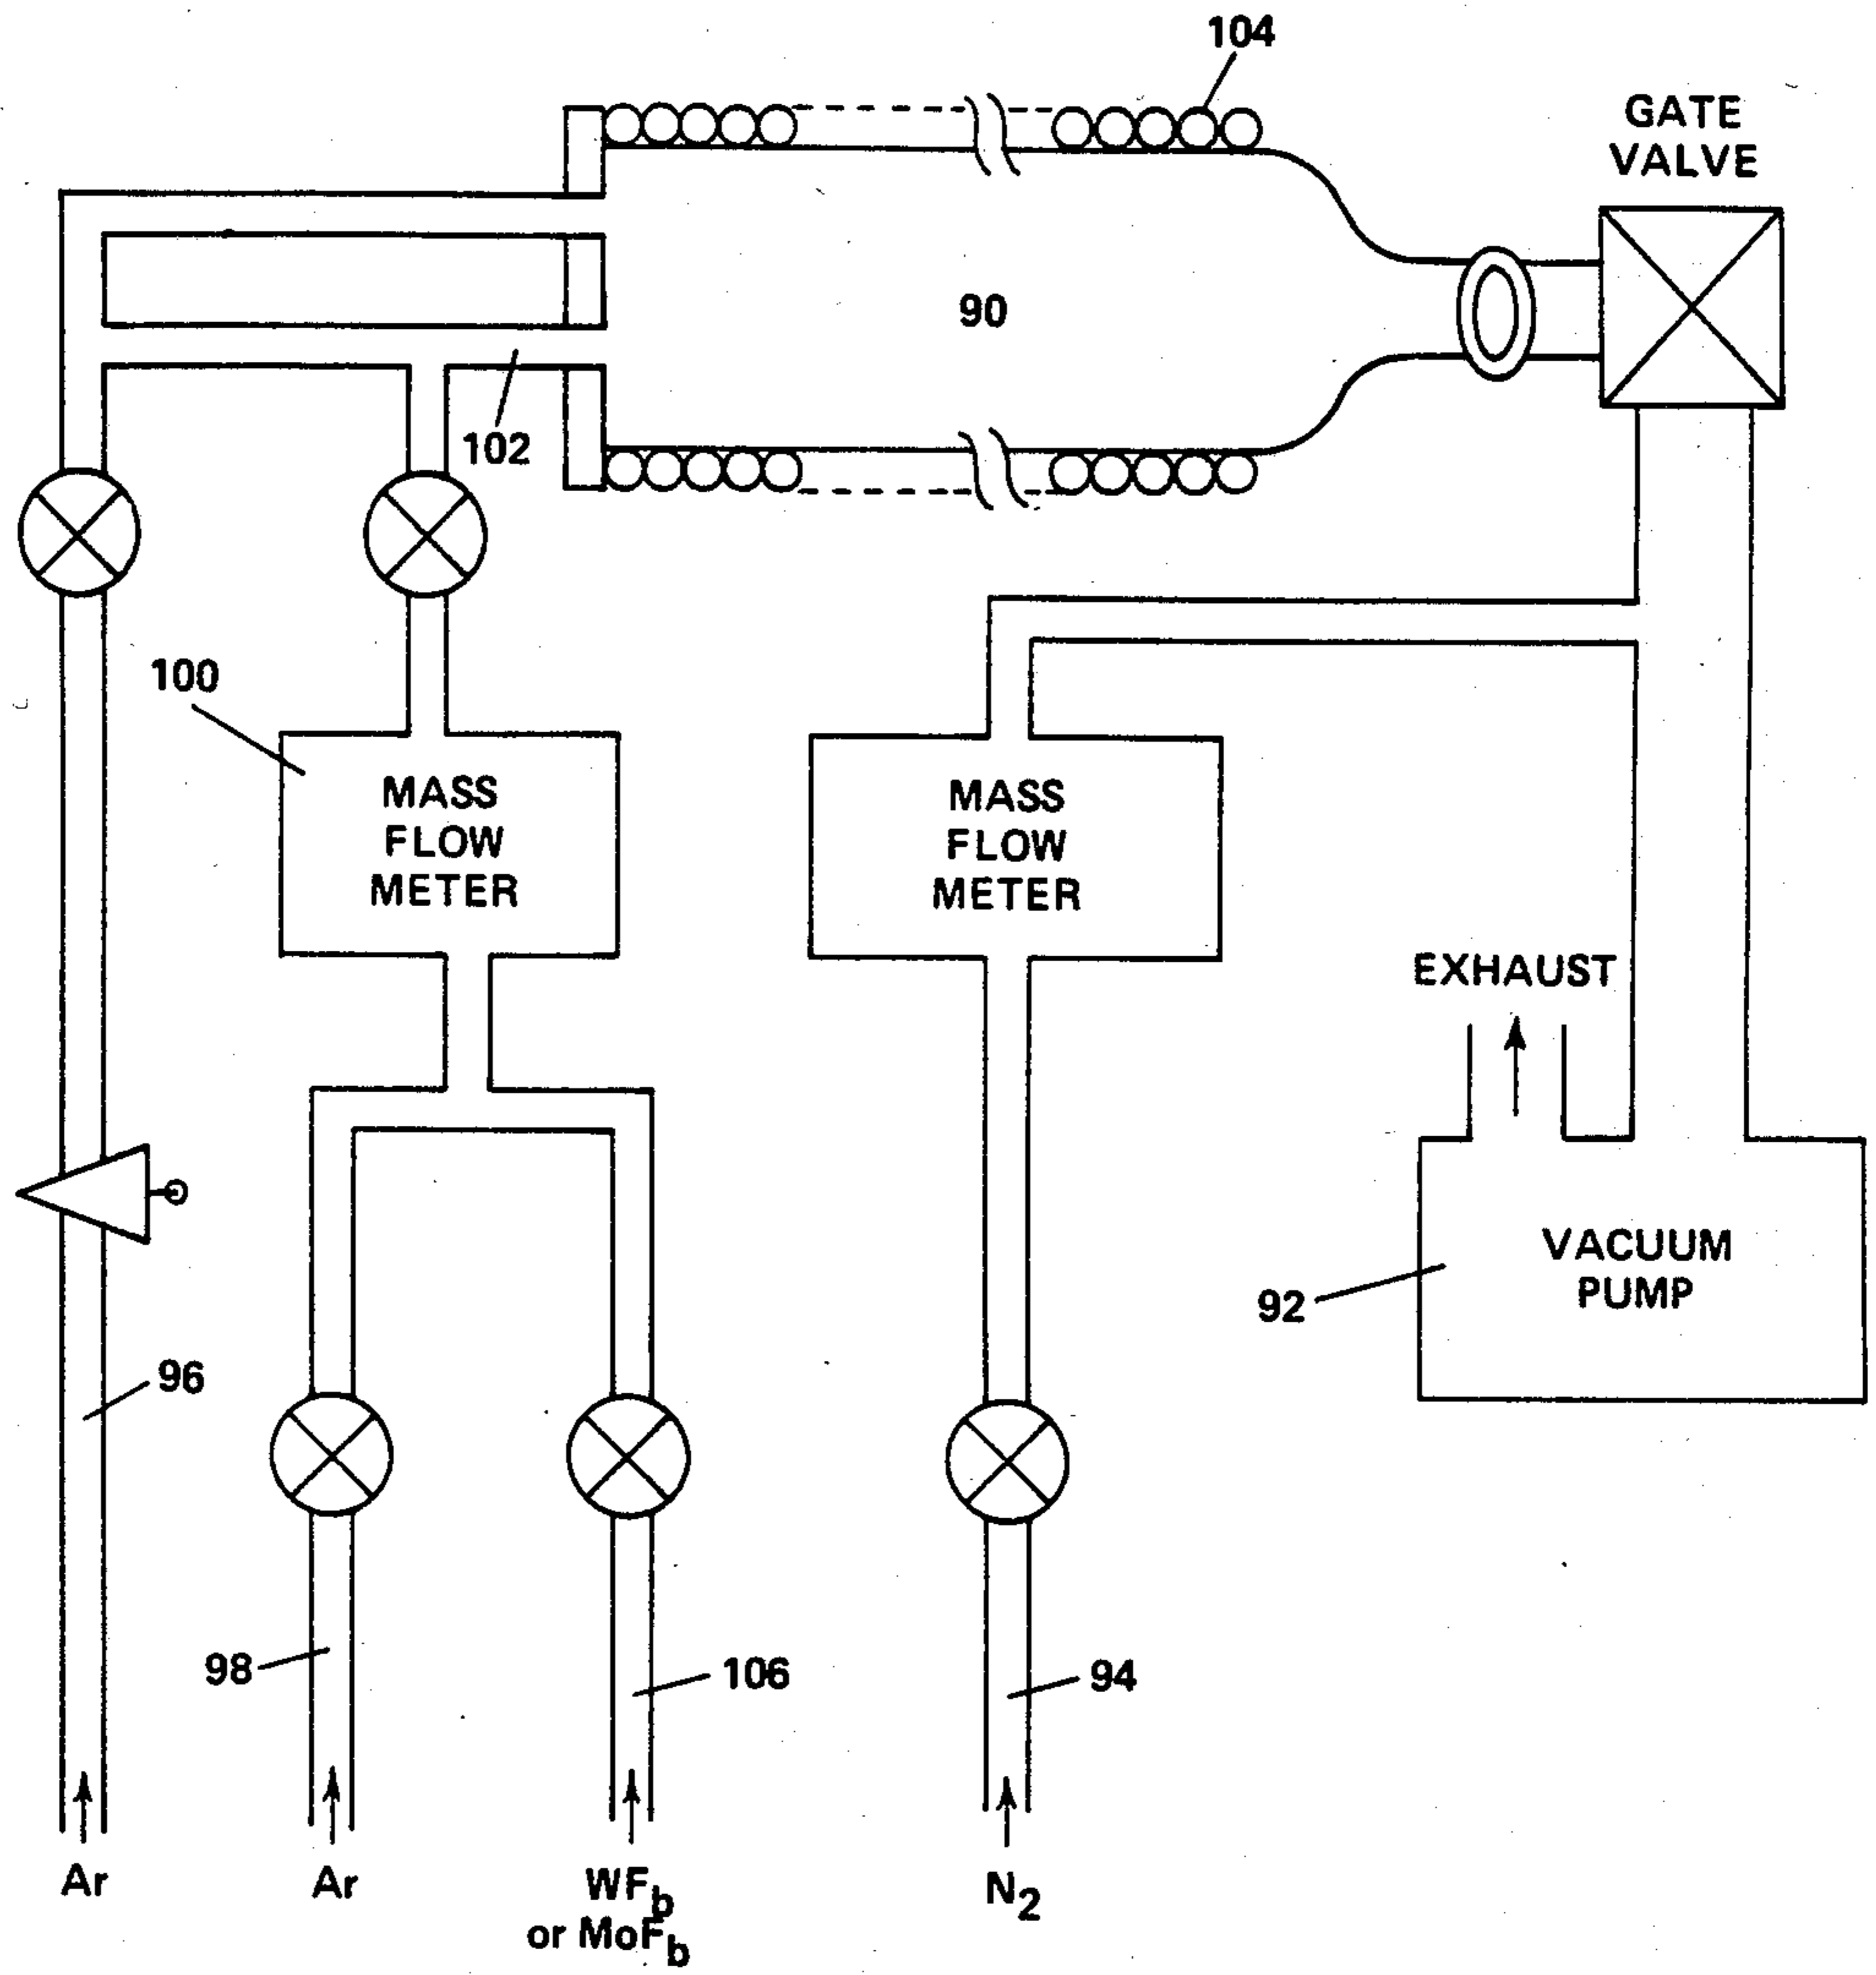 104
GATE
VALVE
90
102
100
MASS
FLOW
METER
MASS
FLOW
METER
EXHAUST
VACUUM
PUMP
92
96
98
106
94
Ar
Ar
WFb
or MoFb
N2